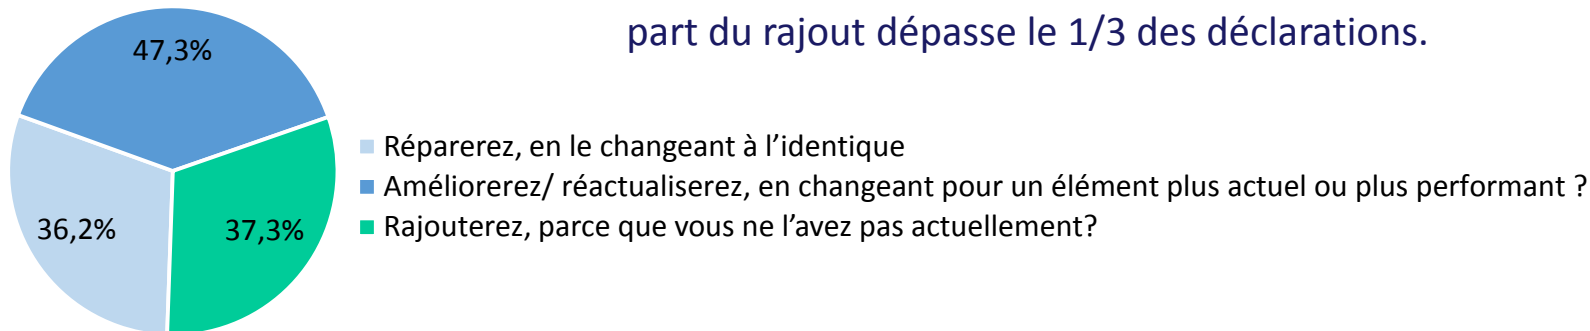 part du rajout dépasse le 1/3 des déclarations.
47,3%
36,2%
37,3%
Réparerez, en le changeant à l’identique
Améliorerez/ réactualiserez, en changeant pour un élément plus actuel ou plus performant ?
Rajouterez, parce que vous ne l’avez pas actuellement?